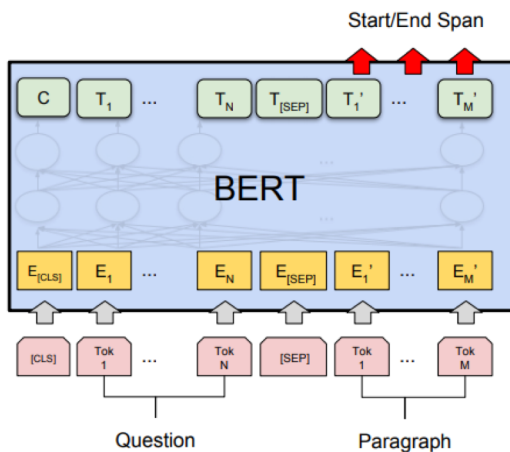 Start/End Span
C T1 ... TN T[SEP] T1' ... TM'
...
BERT
...
E[CLS] E1 ... EN E[SEP] E1' ... EM'
[CLS] Tok 1 ... Tok N [SEP] Tok 1 ... Tok M
Question Paragraph